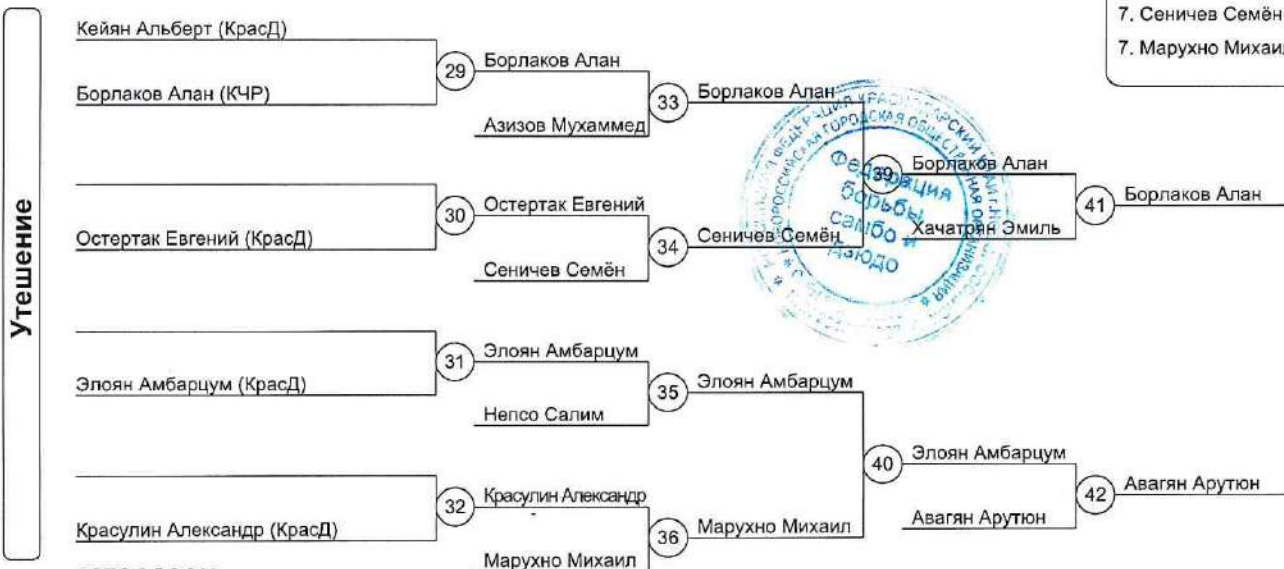 7. Сеничев Семён
7. Марухно Михаил
Утешение
Кейян Альберт (КрасД)
29
Борлаков Алан
Борлаков Алан (КЧР)
33
Борлаков Алан
Азизов Мухаммед
39
Борлаков Алан
Остертак Евгений (КрасД)
30
Остертак Евгений
34
Сеничев Семён
Сеничев Семён
Хачатрян Эмиль
41
Борлаков Алан
Федерация
борьбы
самбо и
дзюдо
Элоян Амбарцум (КрасД)
31
Элоян Амбарцум
35
Элоян Амбарцум
Непсо Салим
40
Элоян Амбарцум
Красулин Александр (КрасД)
32
Красулин Александр
36
Марухно Михаил
Марухно Михаил
Авагян Арутюн
42
Авагян Арутюн